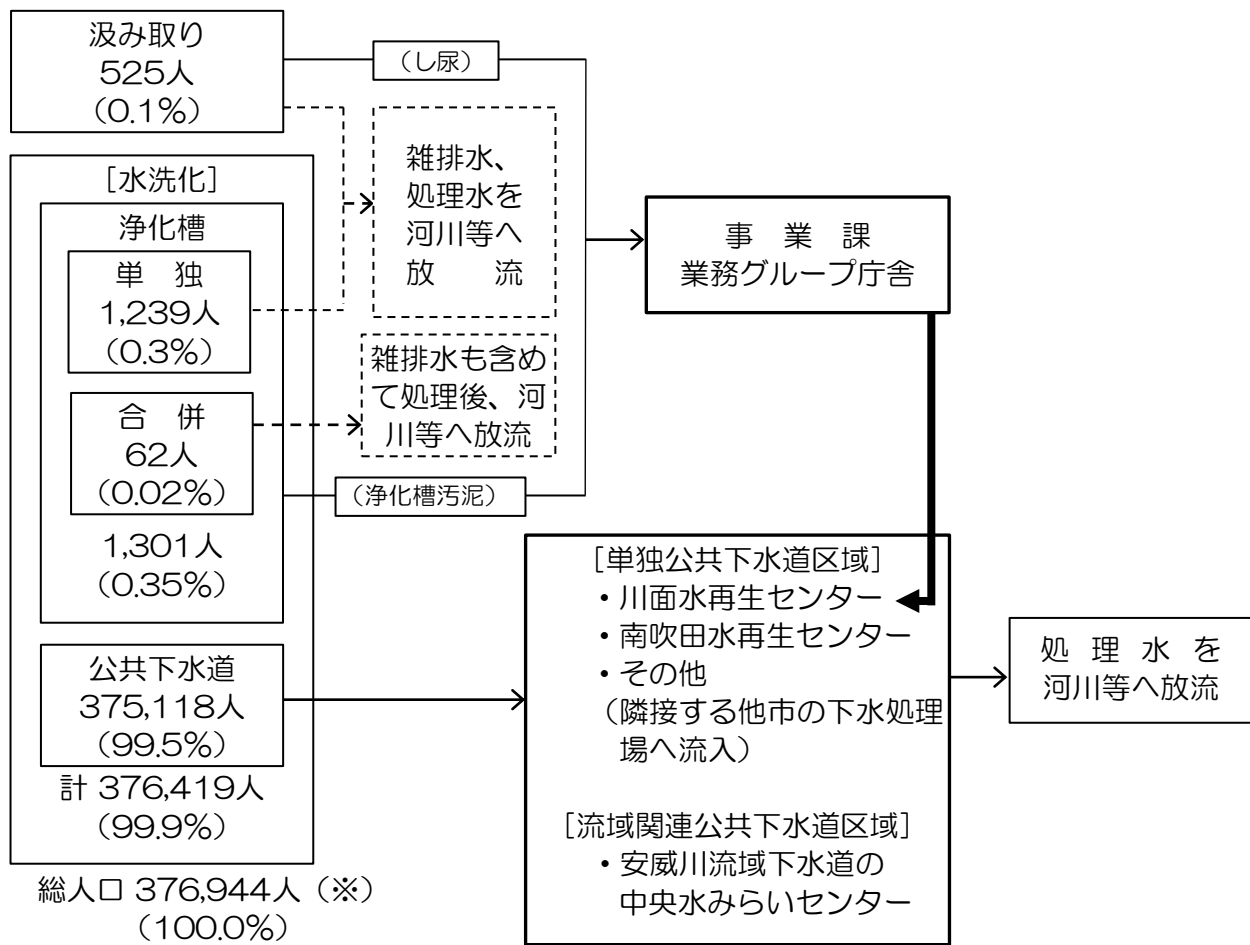 汲み取り
525人
（0.1％）
（し尿）
雑排水、
処理水を
河川等へ
放　　流
［水洗化］
浄化槽
単　独
1,239人
（0.3％）
合　併
62人
（0.02％）
1,301人
（0.35％）
雑排水も含め
て処理後、河
川等へ放流
（浄化槽汚泥）
事　業　課
業務グループ庁舎
公共下水道
375,118人
（99.5％）
計 376,419人
（99.9％）
総人口 376,944人（※）
（100.0％）
［単独公共下水道区域］
・川面水再生センター
・南吹田水再生センター
・その他
（隣接する他市の下水処理
場へ流入）
［流域関連公共下水道区域］
・安威川流域下水道の
中央水みらいセンター
処　理　水　を
河川等へ放流